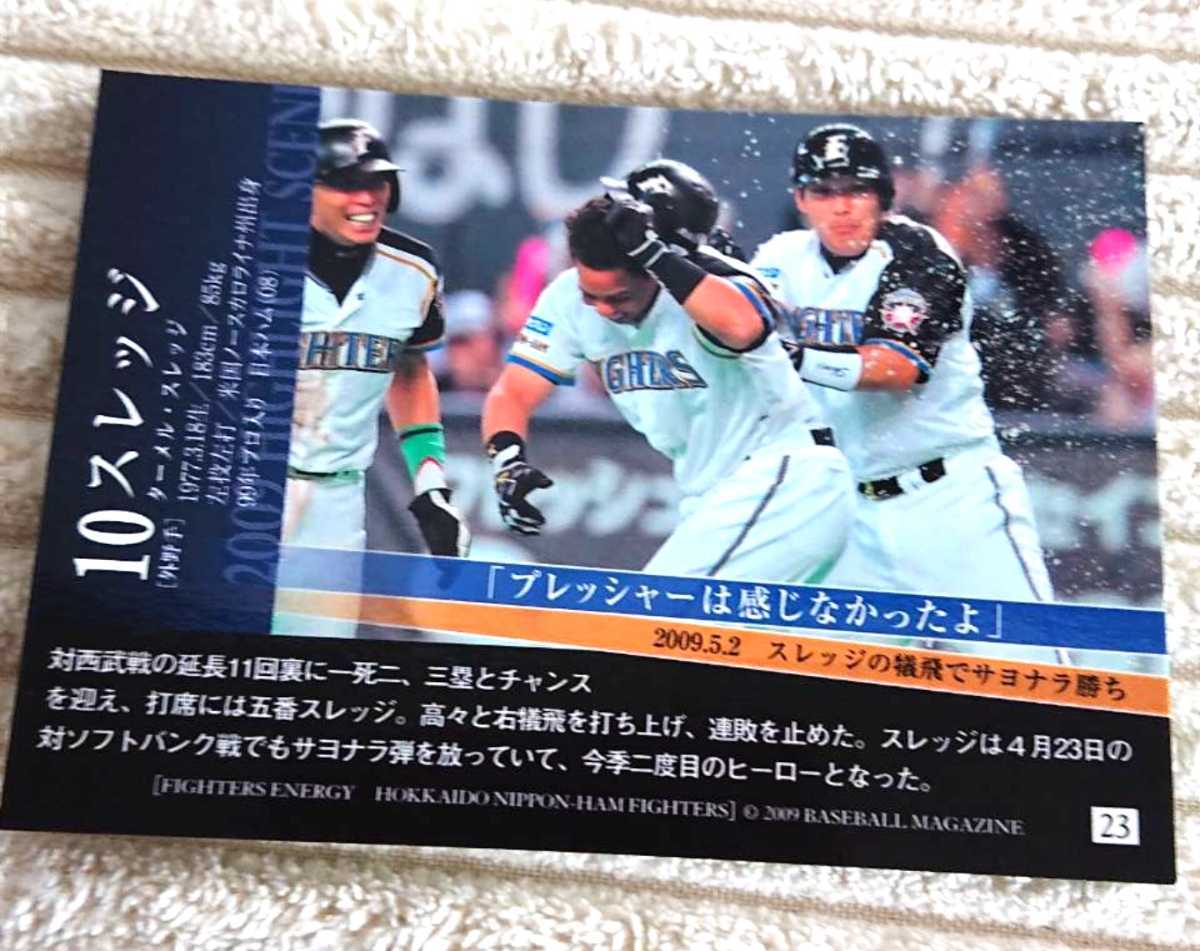 10 スレッジ
ターメル・スレッジ
[外野手] 1977.3.18生/183cm/85kg
左投左打/米国ノースカロライナ州出身
99年プロ入り 日本ハム(08)
2009 HIGHLIGHT SCEN
FIGHTER
FIGHTERS
FIGHTE
「プレッシャーは感じなかったよ」
2009.5.2 スレッジの犠飛でサヨナラ勝ち
対西武戦の延長11回裏に一死二、三塁とチャンス
を迎え、打席には五番スレッジ。高々と右犠飛を打ち上げ、連敗を止めた。スレッジは4月23日の
対ソフトバンク戦でもサヨナラ弾を放っていて、今季二度目のヒーローとなった。
[FIGHTERS ENERGY HOKKAIDO NIPPON-HAM FIGHTERS] © 2009 BASEBALL MAGAZINE
23